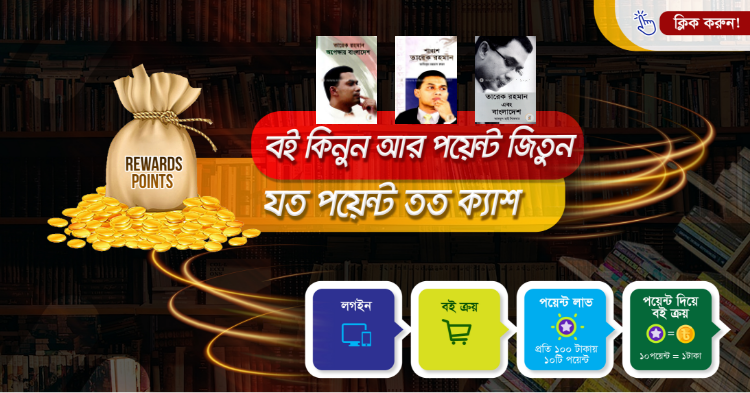 ক্লিক করুন!
তারেক রহমান
অপেক্ষায় বাংলাদেশ
তারেক রহমান
তারেক রহমান
এবং
বাংলাদেশ
বই কিনুন আর পয়েন্ট জিতুন
যত পয়েন্ট তত ক্যাশ
REWARDS
POINTS
লগইন
বই ক্রয়
পয়েন্ট লাভ
প্রতি ১০০ টাকায়
১০টি পয়েন্ট
পয়েন্ট দিয়ে
বই ক্রয়
=
১০পয়েন্ট = ১টাকা